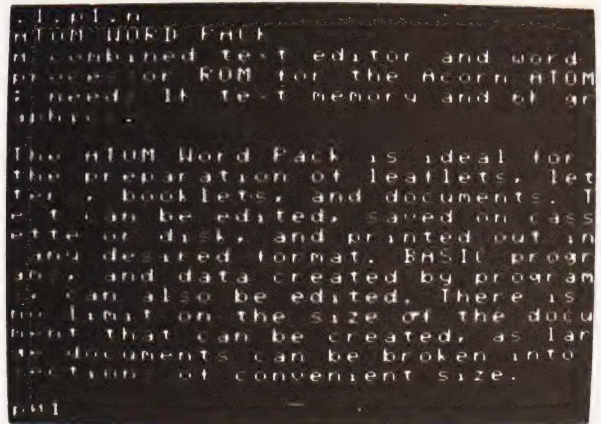 ATOM WORD PACK
A combined text editor and word
processor ROM for the Acorn ATOM
; needs text memory and 6K gr
aphics.
The ATOM Word Pack is ideal for
the preparation of leaflets, let
ters, booklets, and documents. T
ext can be edited, saved on cass
ette or disk, and printed out in
any desired format. BASIC progr
ams, and data created by program
s, can also be edited. There is
no limit on the size of the docu
ment that can be created, as lar
ge documents can be broken into
sections of convenient size.